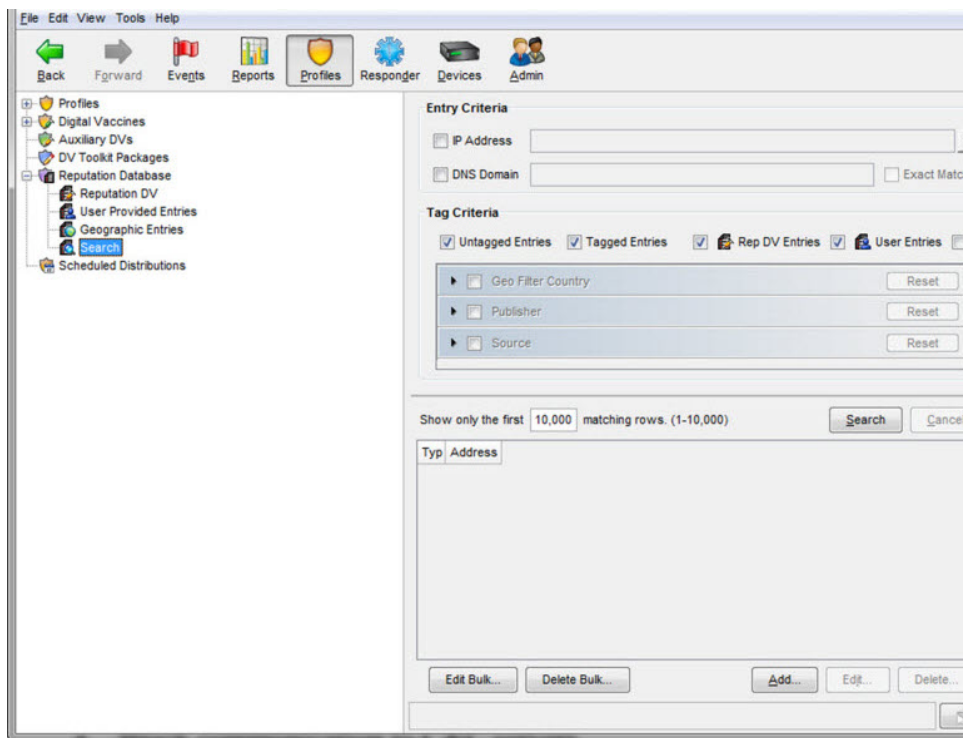 File Edit View Tools Help
Back Forward Events Reports Profiles Responder Devices Admin
Profiles
Digital Vaccines
Auxiliary DVs
DV Toolkit Packages
Reputation Database
Reputation DV
User Provided Entries
Geographic Entries
Search
Scheduled Distributions
Entry Criteria
IP Address
DNS Domain
Exact Matc
Tag Criteria
Untagged Entries Tagged Entries Rep DV Entries User Entries
Geo Filter Country Reset
Publisher Reset
Source Reset
Show only the first 10,000 matching rows. (1-10,000) Search Cancel
Typ Address
Edit Bulk... Delete Bulk... Add... Edit... Delete...